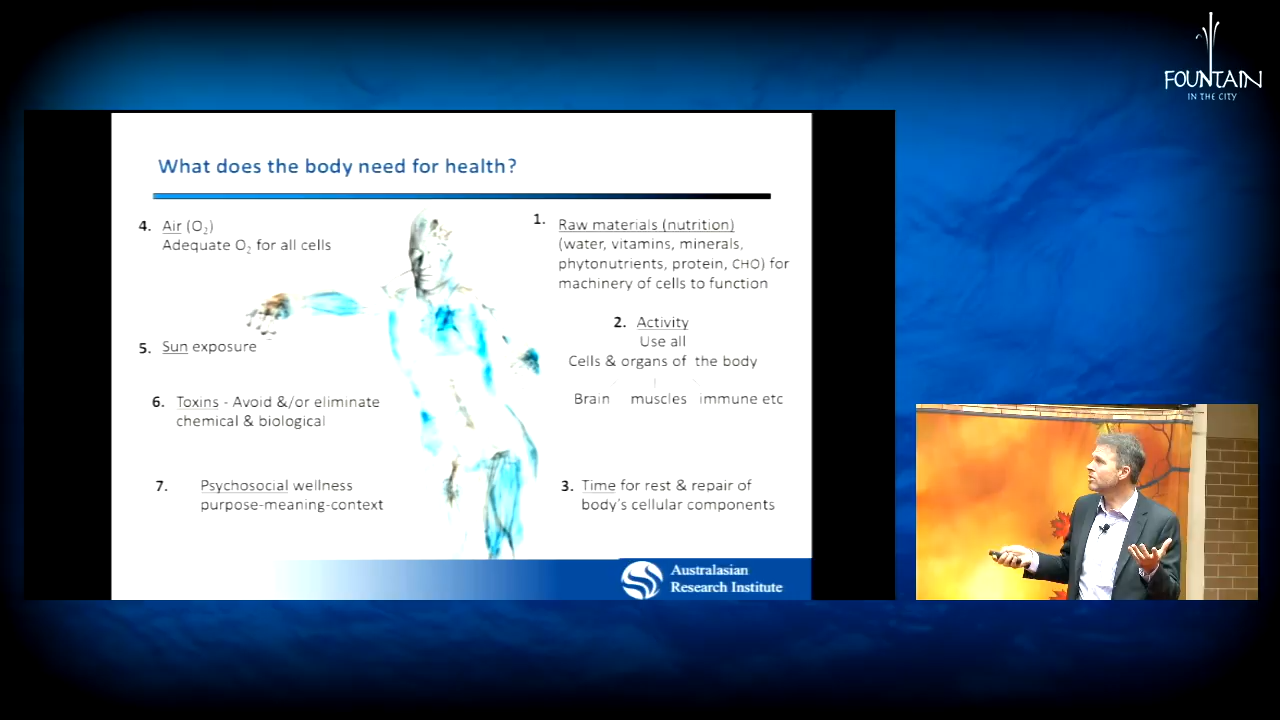 FOUNTAIN
IN THE CITY
What does the body need for health?
4. Air (O₂)
Adequate O₂ for all cells
5. Sun exposure
6. Toxins - Avoid &/or eliminate
chemical & biological
7. Psychosocial wellness
purpose-meaning-context
1. Raw materials (nutrition)
(water, vitamins, minerals,
phytonutrients, protein, CHO) for
machinery of cells to function
2. Activity
Use all
Cells & organs of the body
Brain muscles immune etc
3. Time for rest & repair of
body's cellular components
Australasian
Research Institute